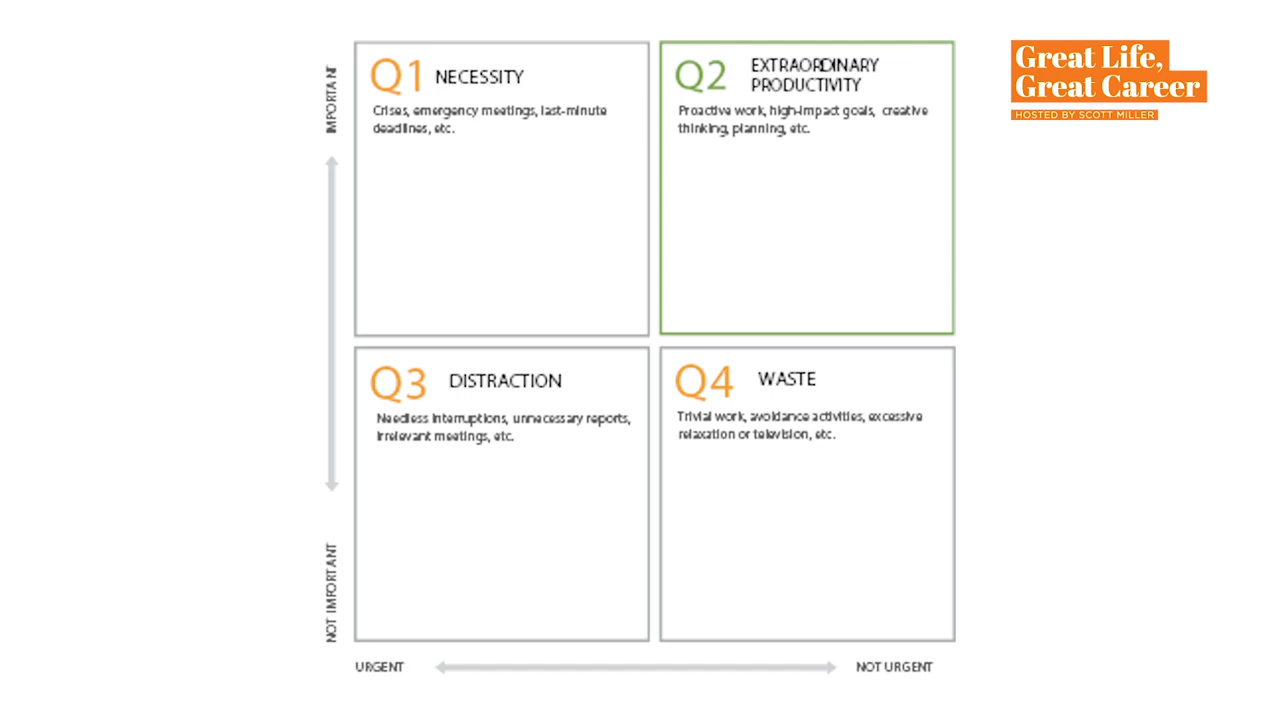 Great Life,
Great Career
HOSTED BY SCOTT MILLER
IMPORTANT
Q1 NECESSITY
Crises, emergency meetings, last-minute
deadlines, etc.
Q2 EXTRAORDINARY
PRODUCTIVITY
Proactive work, high-impact goals, creative
thinking, planning, etc.
Q3 DISTRACTION
Needless interruptions, unnecessary reports,
irrelevant meetings, etc.
Q4 WASTE
Trivial work, avoidance activities, excessive
relaxation or television, etc.
NOT IMPORTANT
URGENT
NOT URGENT